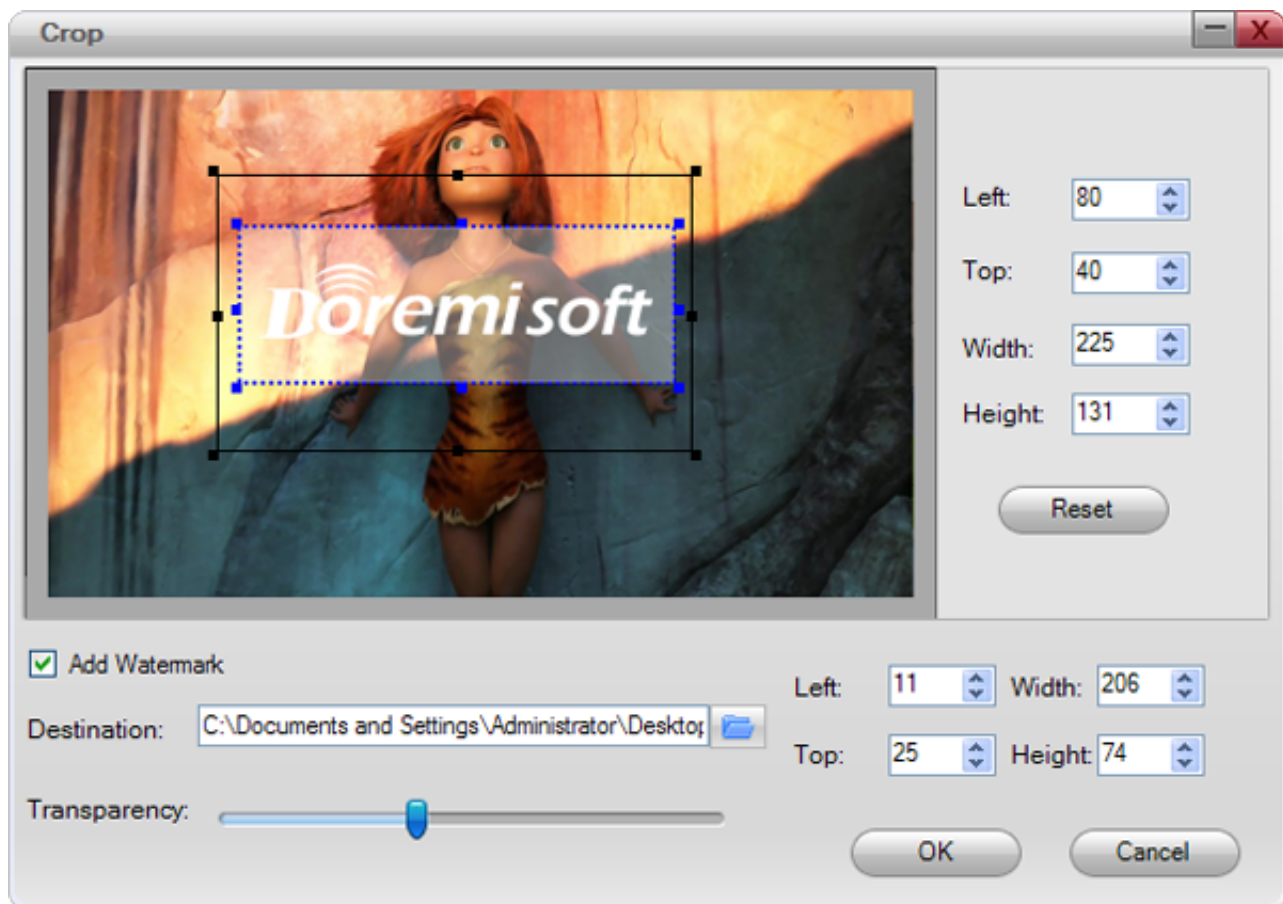 Crop
Doremisoft
Left: 80
Top: 40
Width: 225
Height: 131
Reset
Add Watermark
Left: 11 Width: 206
Destination: C:\Documents and Settings\Administrator\Desktop
Top: 25 Height: 74
Transparency:
OK Cancel